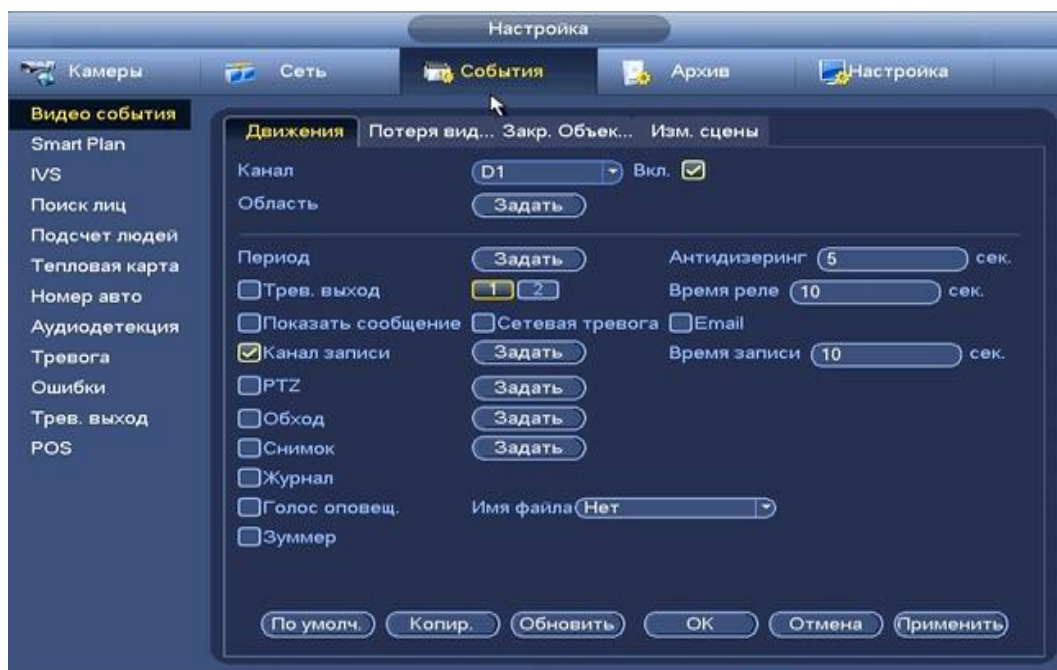 Настройка
Камеры Сеть События Архив Настройка
Видео события
Smart Plan
IVS
Поиск лиц
Подсчет людей
Тепловая карта
Номер авто
Аудиодетекция
Тревога
Ошибки
Трев. выход
POS
Движения Потеря вид... Закр. Объек... Изм. сцены
Канал D1 Вкл.
Область Задать
Период Задать Антидизеринг 5 сек.
Трев. выход 1 2 Время реле 10 сек.
Показать сообщение Сетевая тревога Email
Канал записи Задать Время записи 10 сек.
PTZ Задать
Обход Задать
Снимок Задать
Журнал
Голос оповещ. Имя файла Нет
Зуммер
По умолч. Копир. Обновить OK Отмена Применить